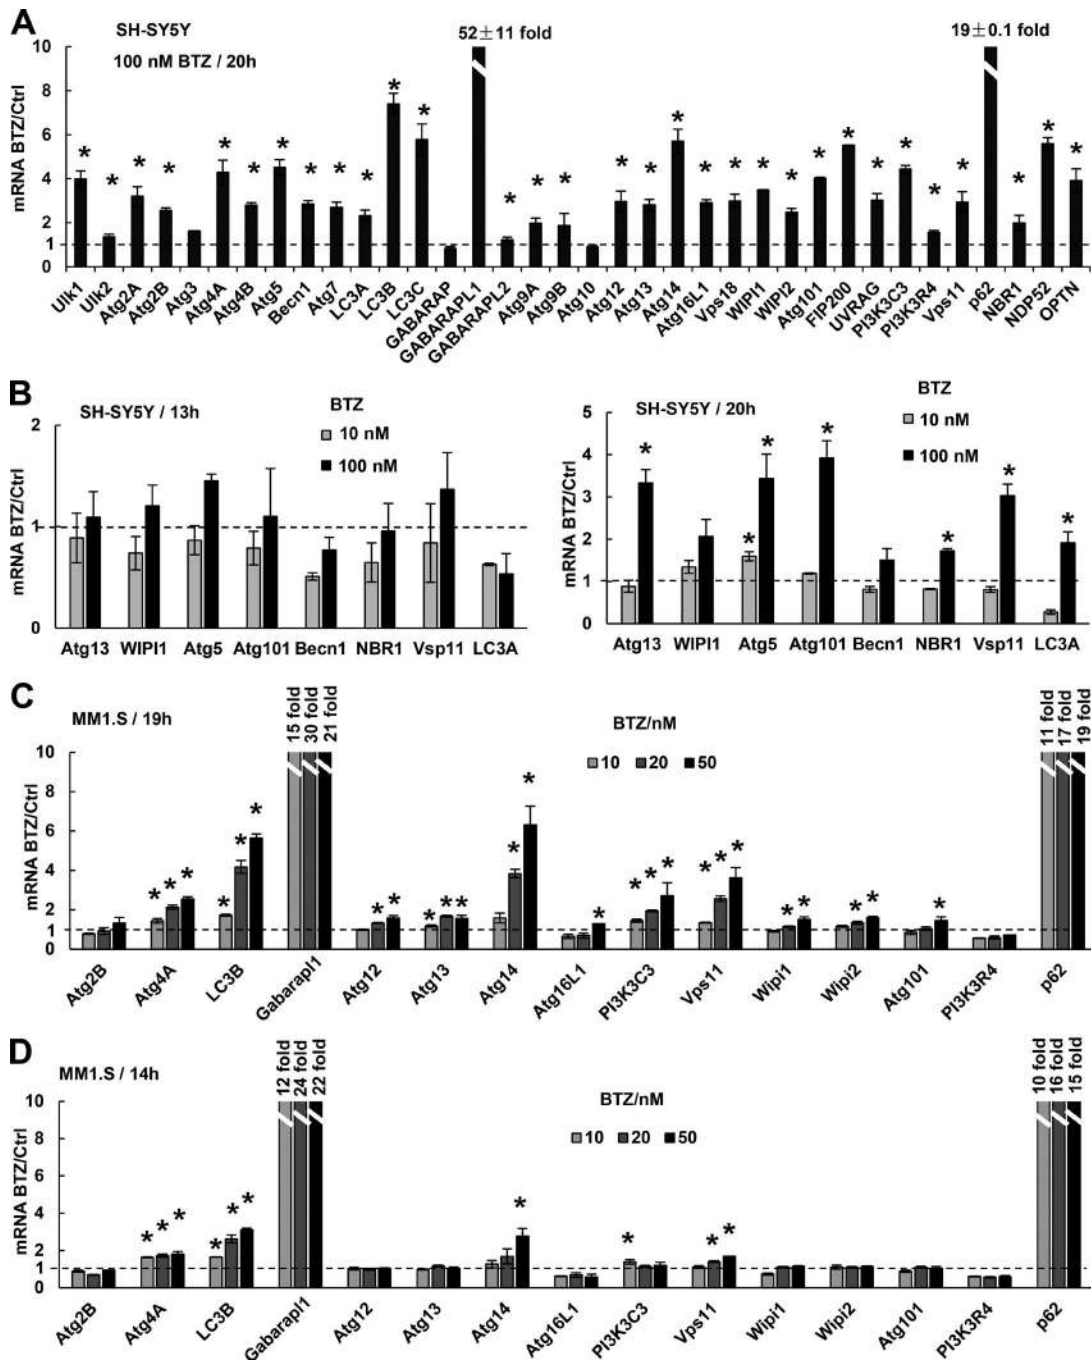 A
SH-SY5Y
100 nM BTZ / 20h
52±11 fold
19±0.1 fold
mRNA BTZ/Ctrl
10
8
6
4
2
1
0
* * * * * * * * * * * * * * * * * * * * * * * * * * * * * *
Ulk1 Ulk2 Atg2A Atg2B Atg3 Atg4A Atg4B Atg5 Becn1 Atg7 LC3A LC3B LC3C GABARAP GABARAPL1 GABARAPL2 Atg9A Atg9B Atg10 Atg12 Atg13 Atg14 Atg16L1 Vps18 WIPI1 WIPI2 Atg101 FIP200 UVRAG PI3K3C3 PI3K3R4 Vps11 p62 NBR1 NDP52 OPTN
B
SH-SY5Y / 13h
BTZ
10 nM
100 nM
mRNA BTZ/Ctrl
2
1
0
Atg13 WIPI1 Atg5 Atg101 Becn1 NBR1 Vsp11 LC3A
SH-SY5Y / 20h
BTZ
10 nM
100 nM
mRNA BTZ/Ctrl
5
4
3
2
1
0
* * * * * * *
Atg13 WIPI1 Atg5 Atg101 Becn1 NBR1 Vsp11 LC3A
C
MM1.S / 19h
15 fold
30 fold
21 fold
BTZ/nM
10 20 50
11 fold
17 fold
19 fold
mRNA BTZ/Ctrl
10
8
6
4
2
1
0
* * * * * * * * * * * * * * * * * * * * * * * *
Atg2B Atg4A LC3B Gabarapl1 Atg12 Atg13 Atg14 Atg16L1 PI3K3C3 Vps11 Wipi1 Wipi2 Atg101 PI3K3R4 p62
D
MM1.S / 14h
12 fold
24 fold
22 fold
BTZ/nM
10 20 50
10 fold
16 fold
15 fold
mRNA BTZ/Ctrl
10
8
6
4
2
1
0
* * * * * * * * * *
Atg2B Atg4A LC3B Gabarapl1 Atg12 Atg13 Atg14 Atg16L1 PI3K3C3 Vps11 Wipi1 Wipi2 Atg101 PI3K3R4 p62